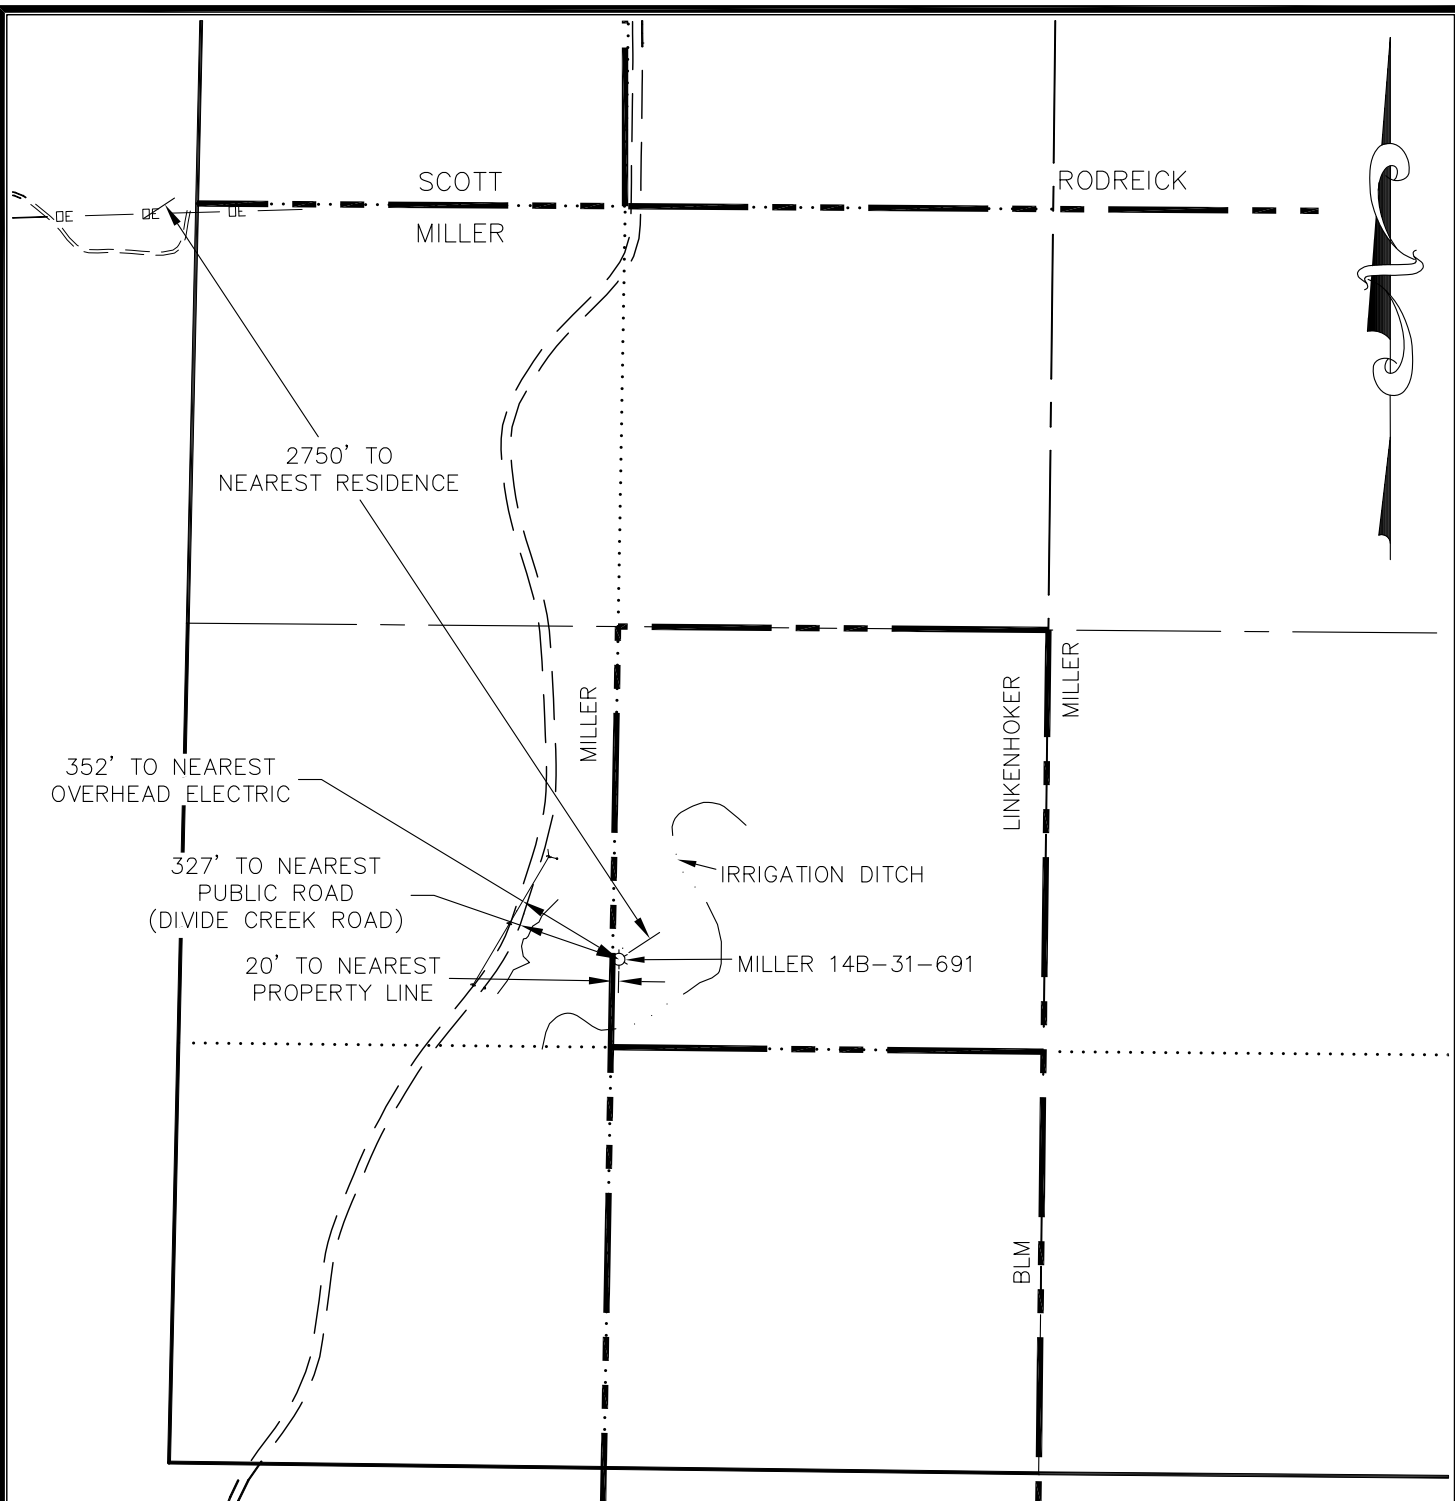 SCOTT
RODREICK
OE OE OE
MILLER
2750' TO
NEAREST RESIDENCE
MILLER
LINKENHOKER
MILLER
352' TO NEAREST
OVERHEAD ELECTRIC
327' TO NEAREST
PUBLIC ROAD
(DIVIDE CREEK ROAD)
IRRIGATION DITCH
20' TO NEAREST
PROPERTY LINE
MILLER 14B-31-691
BLM